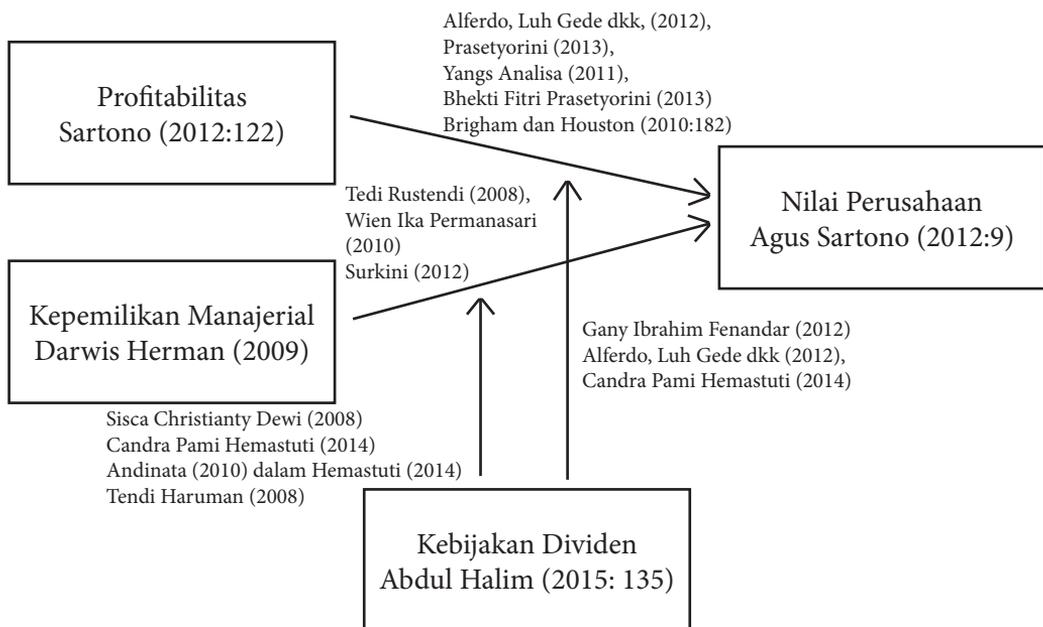 Alferdo, Luh Gede dkk, (2012),
Prasetyorini (2013),
Yangs Analisa (2011),
Bhekti Fitri Prasetyorini (2013)
Brigham dan Houston (2010:182)
Profitabilitas
Sartono (2012:122)
Tedi Rustendi (2008),
Wien Ika Permanasari
(2010)
Surkini (2012)
Nilai Perusahaan
Agus Sartono (2012:9)
Kepemilikan Manajerial
Darwis Herman (2009)
Gany Ibrahim Fenandar (2012)
Alferdo, Luh Gede dkk (2012),
Candra Pami Hemastuti (2014)
Sisca Christianty Dewi (2008)
Candra Pami Hemastuti (2014)
Andinata (2010) dalam Hemastuti (2014)
Tendi Haruman (2008)
Kebijakan Dividen
Abdul Halim (2015: 135)